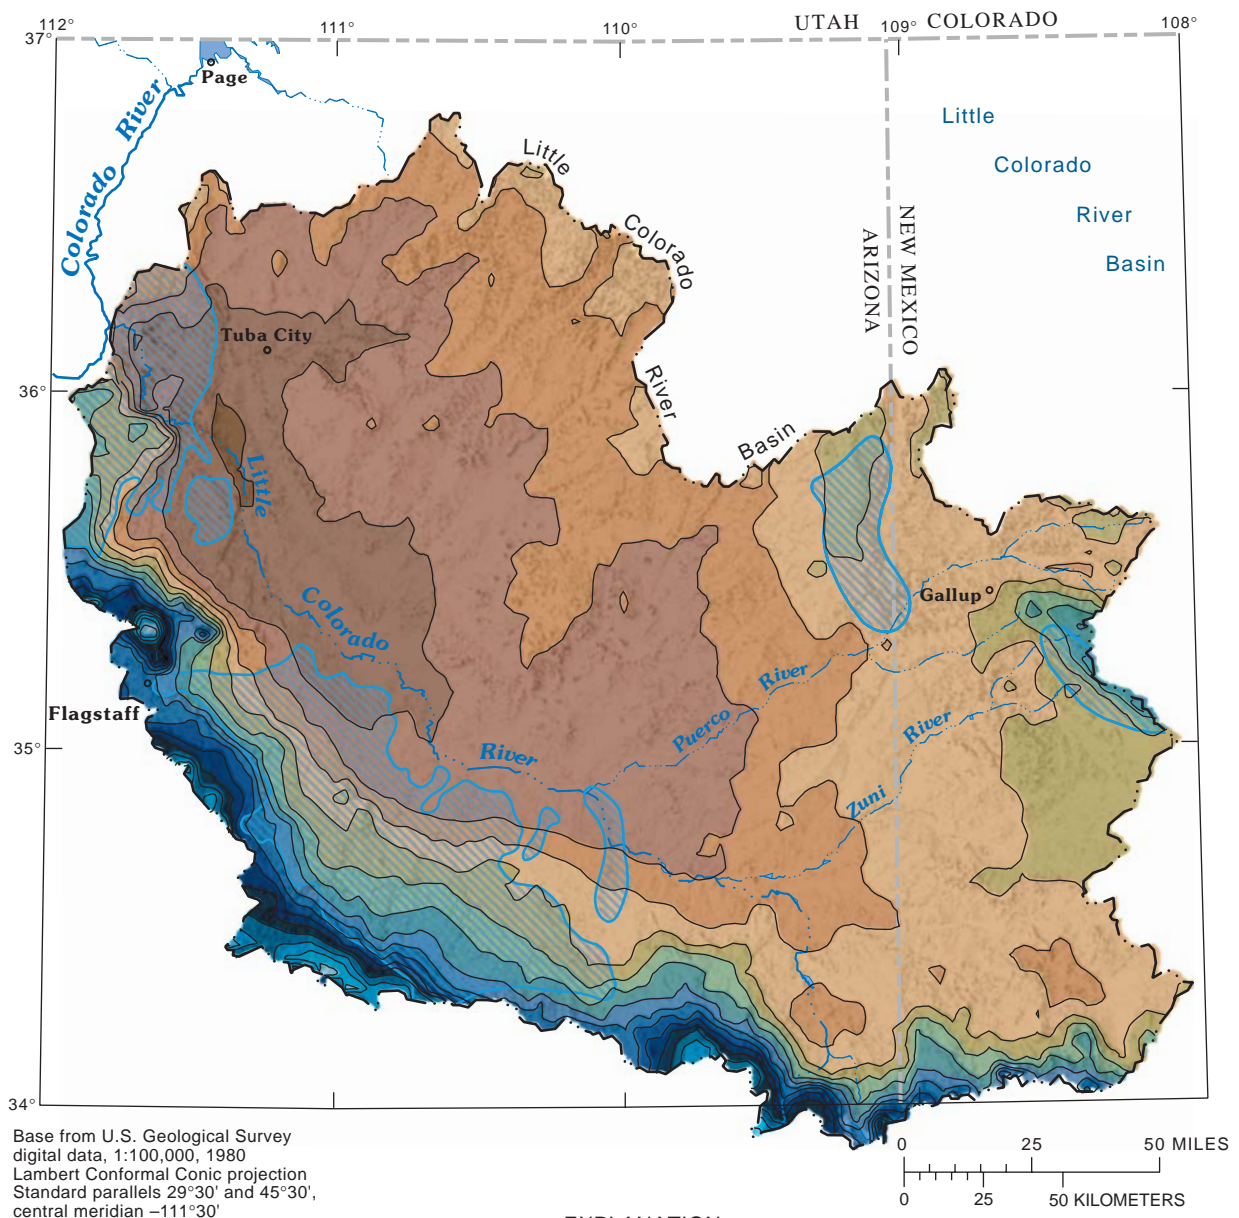 112°
111°
110°
UTAH
109°
COLORADO
108°
37°
Page
Colorado River
Little
Colorado
River
Basin
Little
Colorado
River
Basin
ARIZONA
NEW MEXICO
Tuba City
36°
Little
Colorado
River
Gallup
Puerco River
Zuni River
Flagstaff
35°
34°
Base from U.S. Geological Survey
digital data, 1:100,000, 1980
Lambert Conformal Conic projection
Standard parallels 29°30' and 45°30',
central meridian –111°30'
0 25 50 MILES
0 25 50 KILOMETERS
EXPLANATION